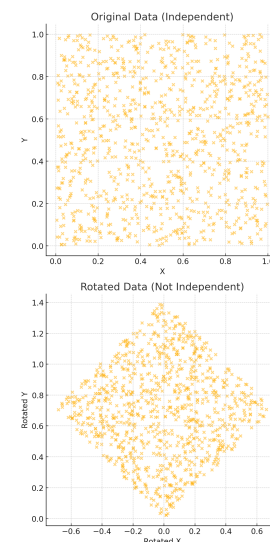 Original Data (Independent)
1.0
0.8
0.6
0.4
0.2
0.0
Y
0.0 0.2 0.4 0.6 0.8 1.0
X
Rotated Data (Not Independent)
1.4
1.2
1.0
0.8
0.6
0.4
0.2
0.0
Rotated Y
−0.6 −0.4 −0.2 0.0 0.2 0.4 0.6
Rotated X